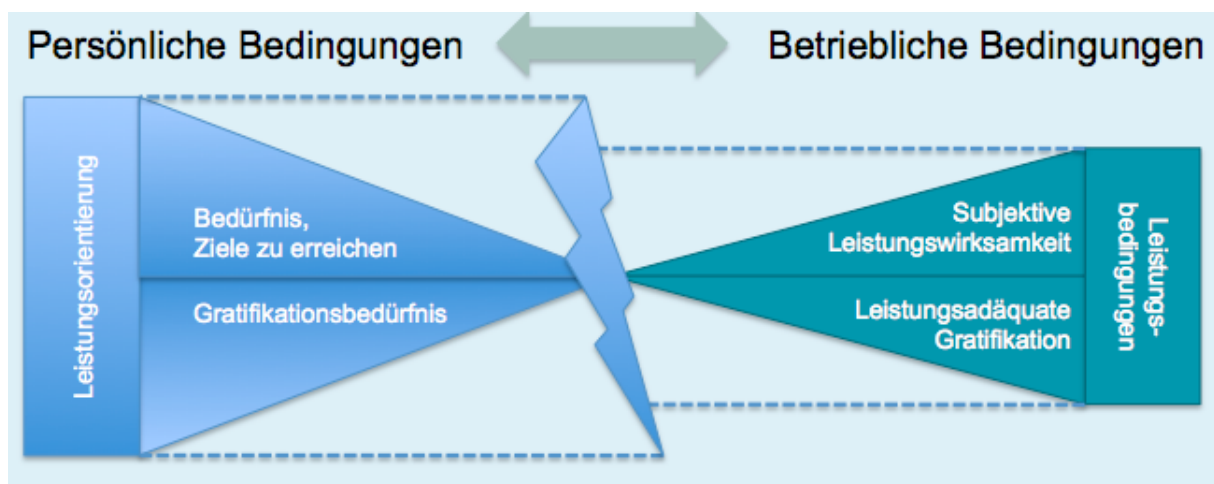 Persönliche Bedingungen
Betriebliche Bedingungen
Leistungsorientierung
Bedürfnis,
Ziele zu erreichen
Gratifikationsbedürfnis
Subjektive
Leistungswirksamkeit
Leistungsadäquate
Gratifikation
Leistungs-
bedingungen